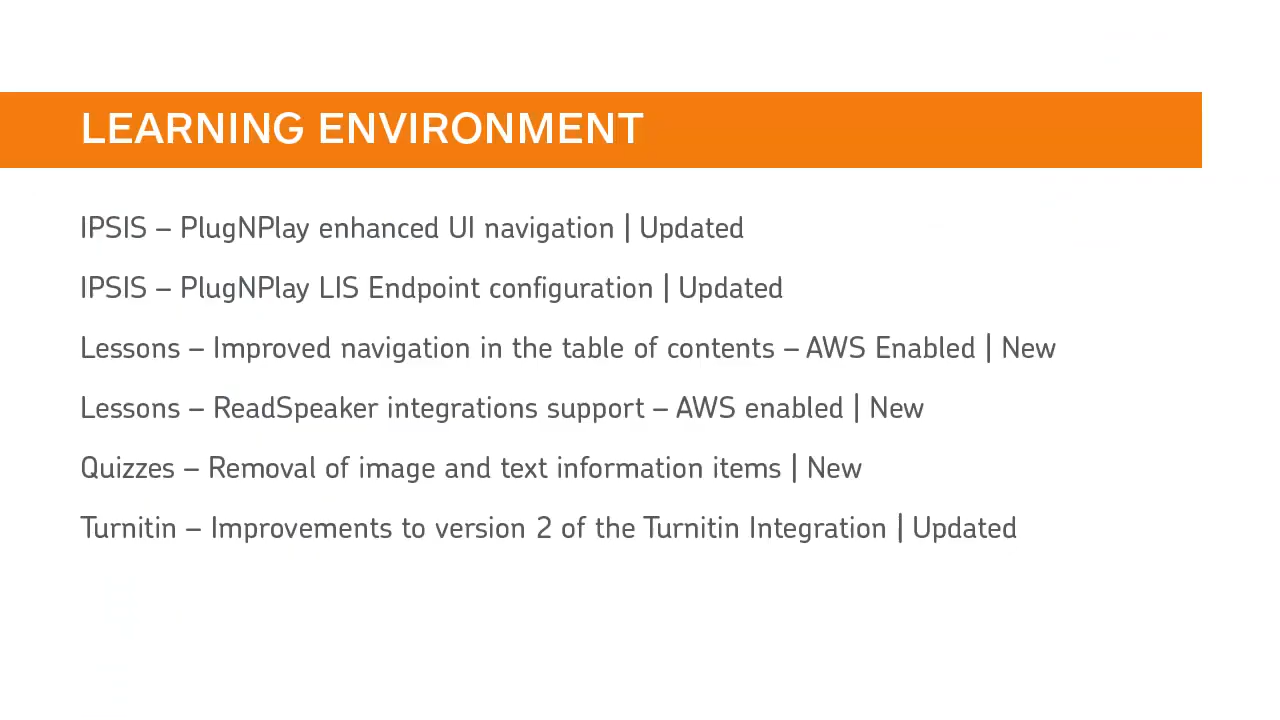 LEARNING ENVIRONMENT
IPSIS – PlugNPlay enhanced UI navigation | Updated
IPSIS – PlugNPlay LIS Endpoint configuration | Updated
Lessons – Improved navigation in the table of contents – AWS Enabled | New
Lessons – ReadSpeaker integrations support – AWS enabled | New
Quizzes – Removal of image and text information items | New
Turnitin – Improvements to version 2 of the Turnitin Integration | Updated